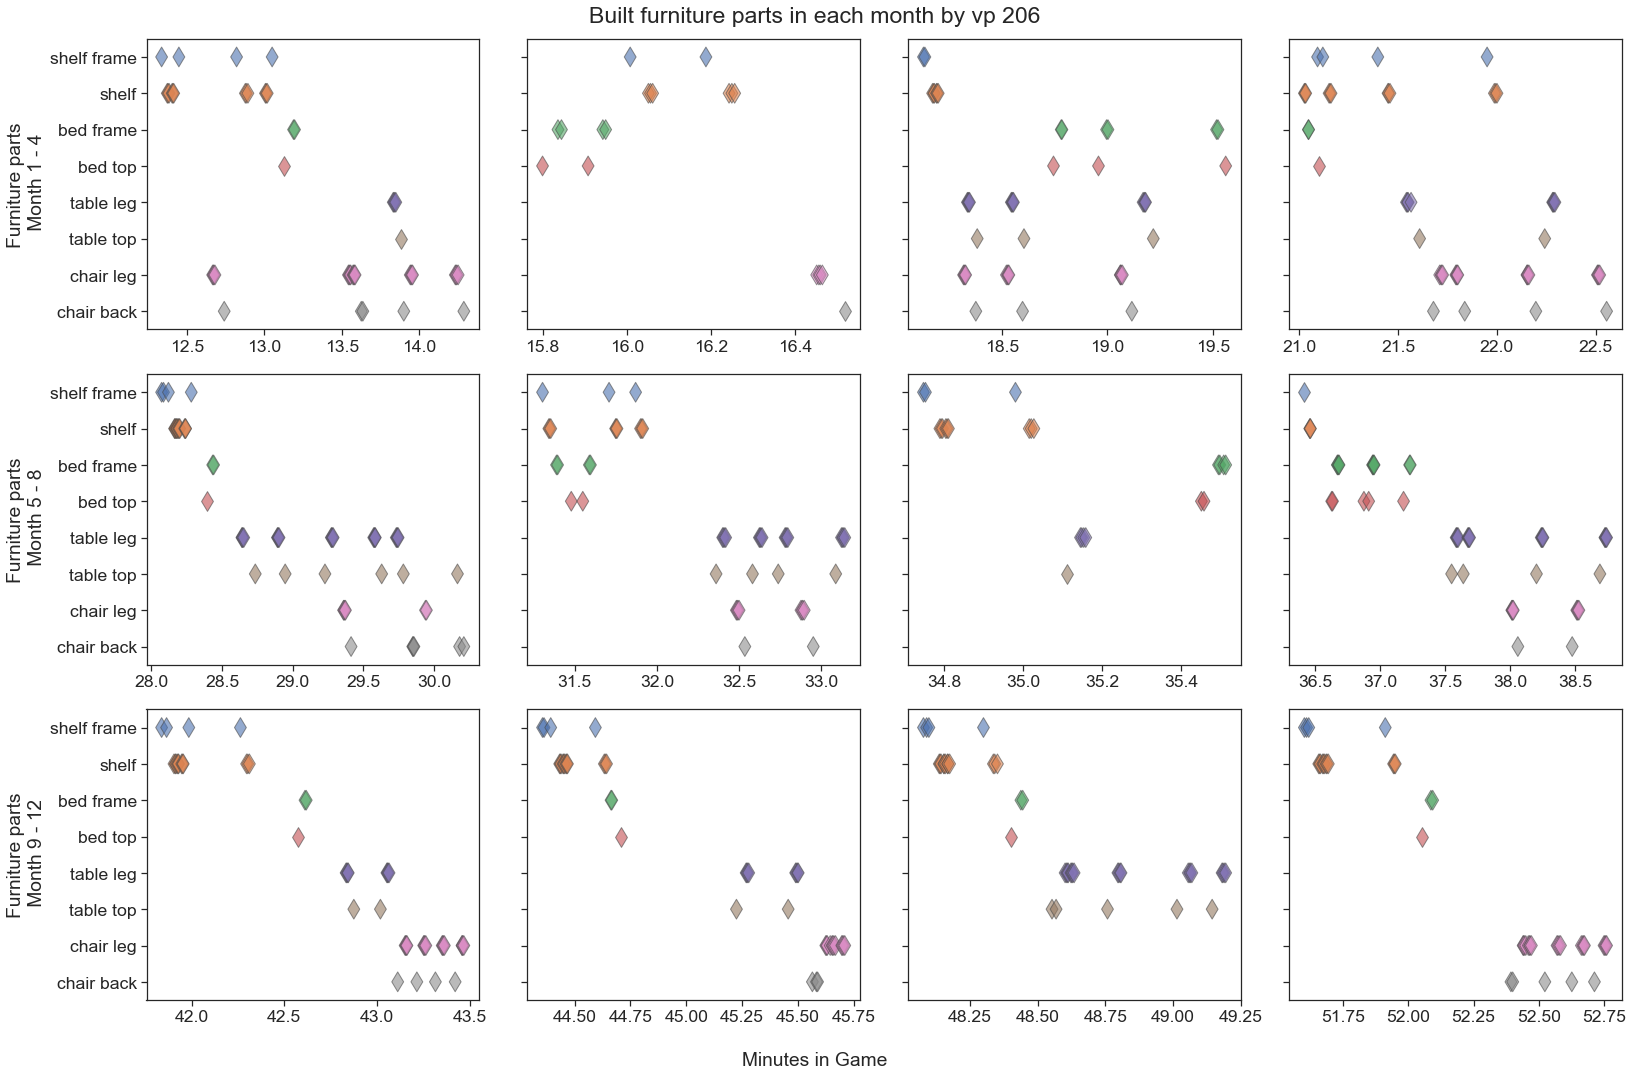 Built furniture parts in each month by vp 206
Furniture parts
Month 1 - 4
shelf frame
shelf
bed frame
bed top
table leg
table top
chair leg
chair back
12.5 13.0 13.5 14.0
15.8 16.0 16.2 16.4
18.5 19.0 19.5
21.0 21.5 22.0 22.5
Furniture parts
Month 5 - 8
shelf frame
shelf
bed frame
bed top
table leg
table top
chair leg
chair back
28.0 28.5 29.0 29.5 30.0
31.5 32.0 32.5 33.0
34.8 35.0 35.2 35.4
36.5 37.0 37.5 38.0 38.5
Furniture parts
Month 9 - 12
shelf frame
shelf
bed frame
bed top
table leg
table top
chair leg
chair back
42.0 42.5 43.0 43.5
44.50 44.75 45.00 45.25 45.50 45.75
48.25 48.50 48.75 49.00 49.25
51.75 52.00 52.25 52.50 52.75
Minutes in Game